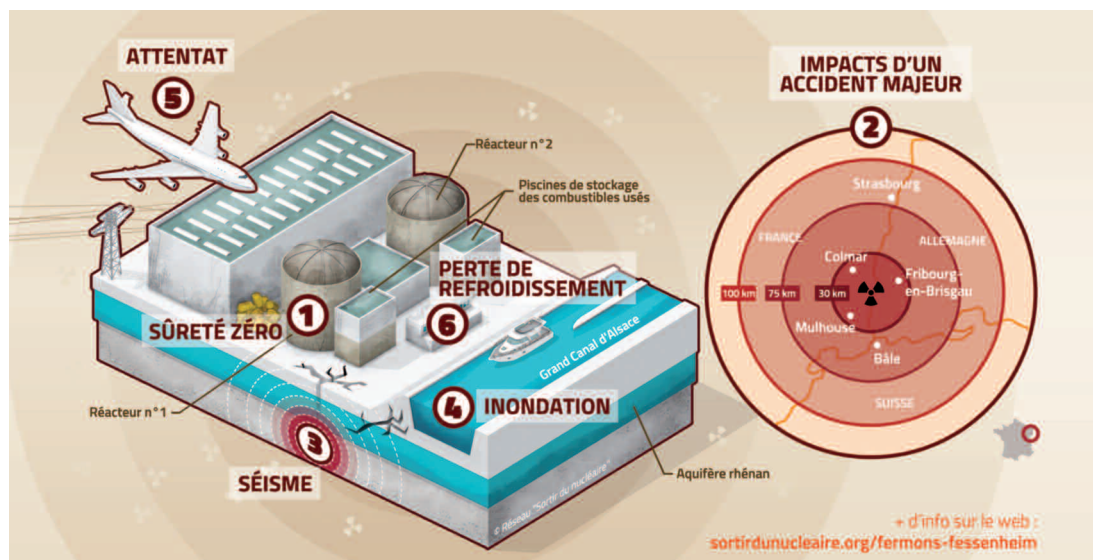 ATTENTAT
5
Réacteur n°2
Piscines de stockage
des combustibles usés
PERTE DE
REFROIDISSEMENT
6
1
SÛRETÉ ZÉRO
Grand Canal d'Alsace
4
INONDATION
Réacteur n°1
3
SÉISME
Aquifère rhénan
© Réseau "Sortir du nucléaire"
IMPACTS D'UN
ACCIDENT MAJEUR
2
Strasbourg
FRANCE
ALLEMAGNE
Colmar
Fribourg-
en-Brisgau
100 km
75 km
30 km
Mulhouse
Bâle
SUISSE
+ d'info sur le web :
sortirdunucleaire.org/fermons-fessenheim